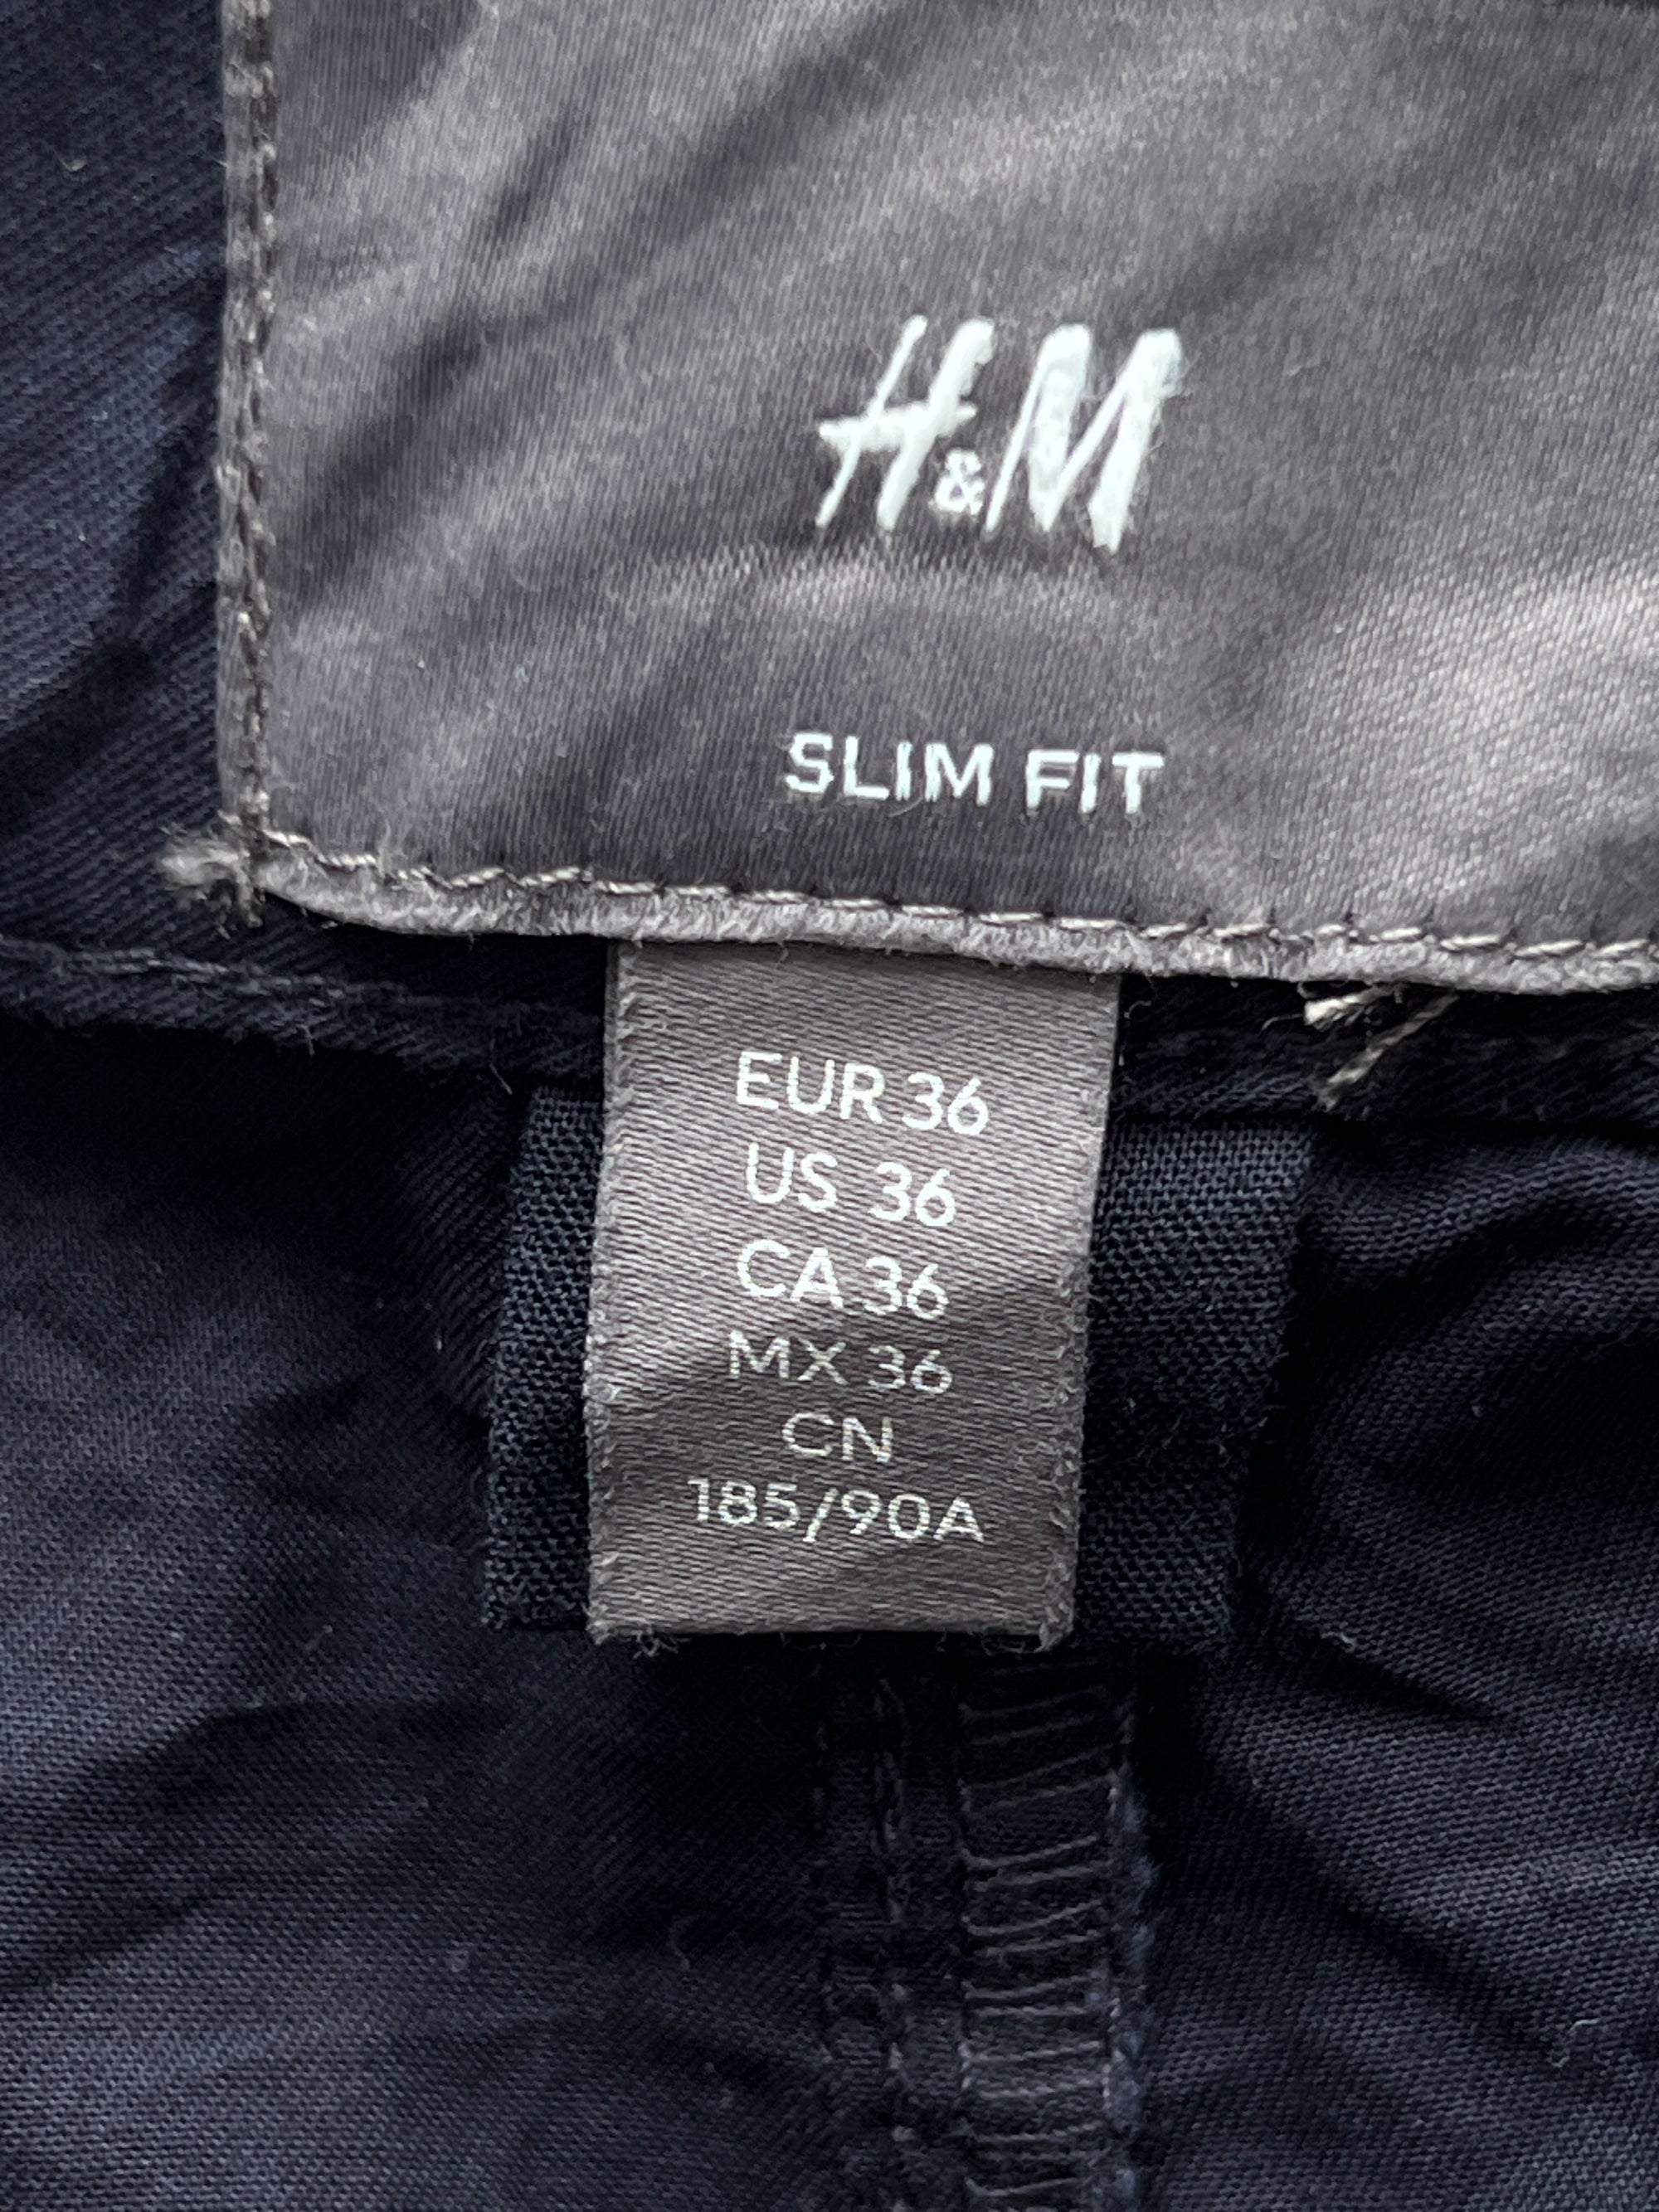 H&M
SLIM FIT
EUR 36
US 36
CA 36
MX 36
CN
185/90A